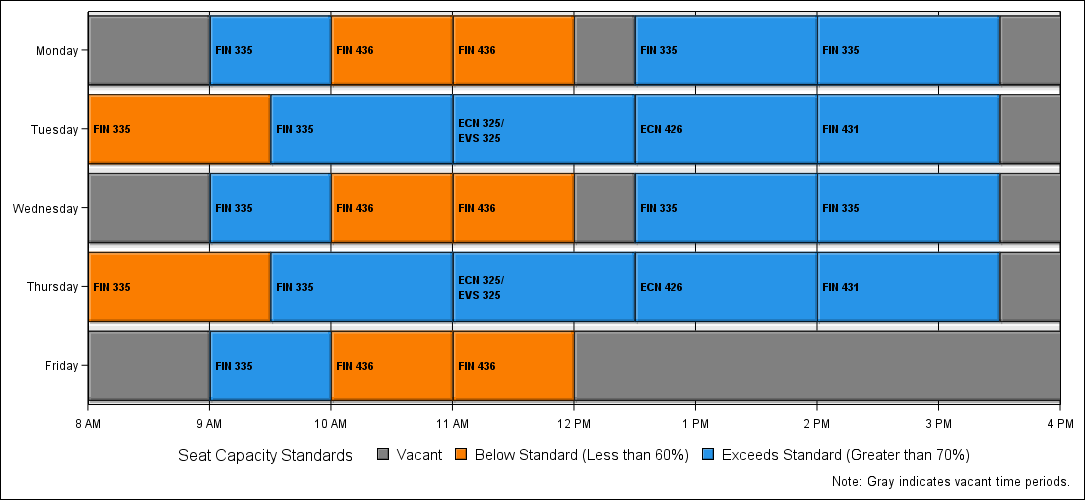 Monday
FIN 335
FIN 436
FIN 436
FIN 335
FIN 335
Tuesday
FIN 335
FIN 335
ECN 325/
EVS 325
ECN 426
FIN 431
Wednesday
FIN 335
FIN 436
FIN 436
FIN 335
FIN 335
Thursday
FIN 335
FIN 335
ECN 325/
EVS 325
ECN 426
FIN 431
Friday
FIN 335
FIN 436
FIN 436
8 AM 9 AM 10 AM 11 AM 12 PM 1 PM 2 PM 3 PM 4 PM
Seat Capacity Standards Vacant Below Standard (Less than 60%) Exceeds Standard (Greater than 70%)
Note: Gray indicates vacant time periods.